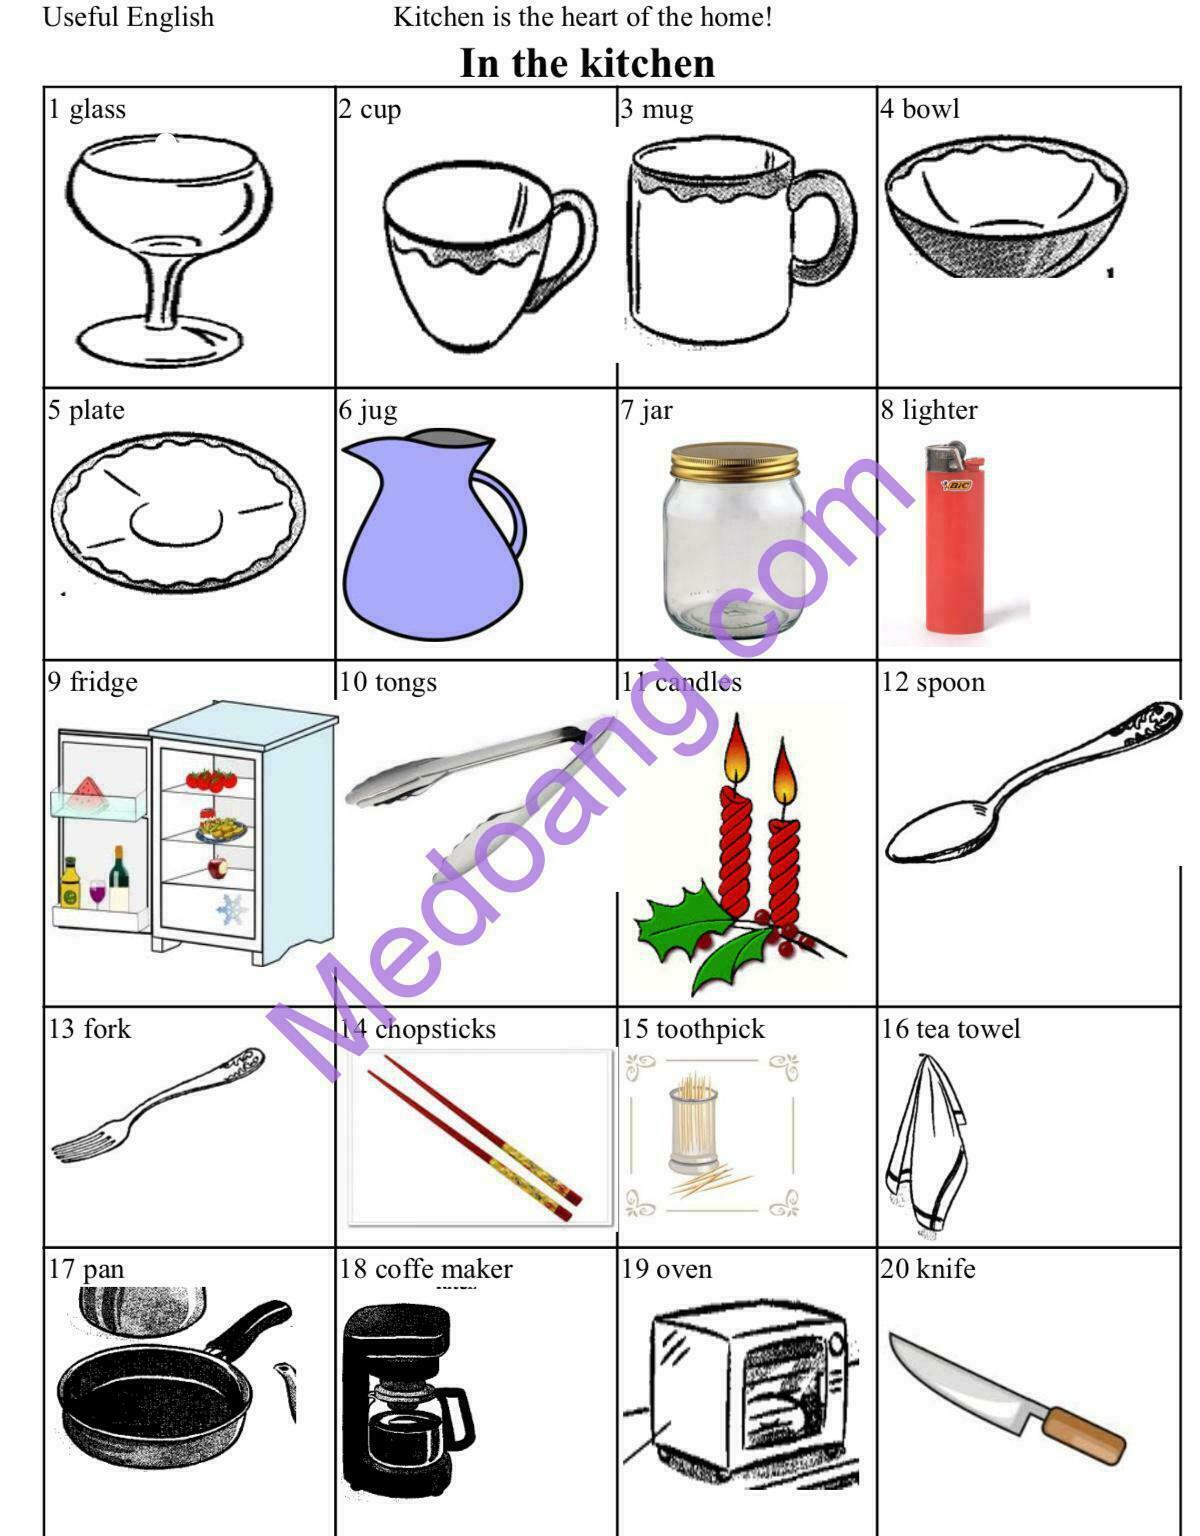 Useful English
Kitchen is the heart of the home!
In the kitchen
1 glass
2 cup
3 mug
4 bowl
5 plate
6 jug
7 jar
8 lighter
BiC
9 fridge
10 tongs
11 candles
12 spoon
13 fork
14 chopsticks
15 toothpick
16 tea towel
17 pan
18 coffe maker
19 oven
20 knife
Medoang.com